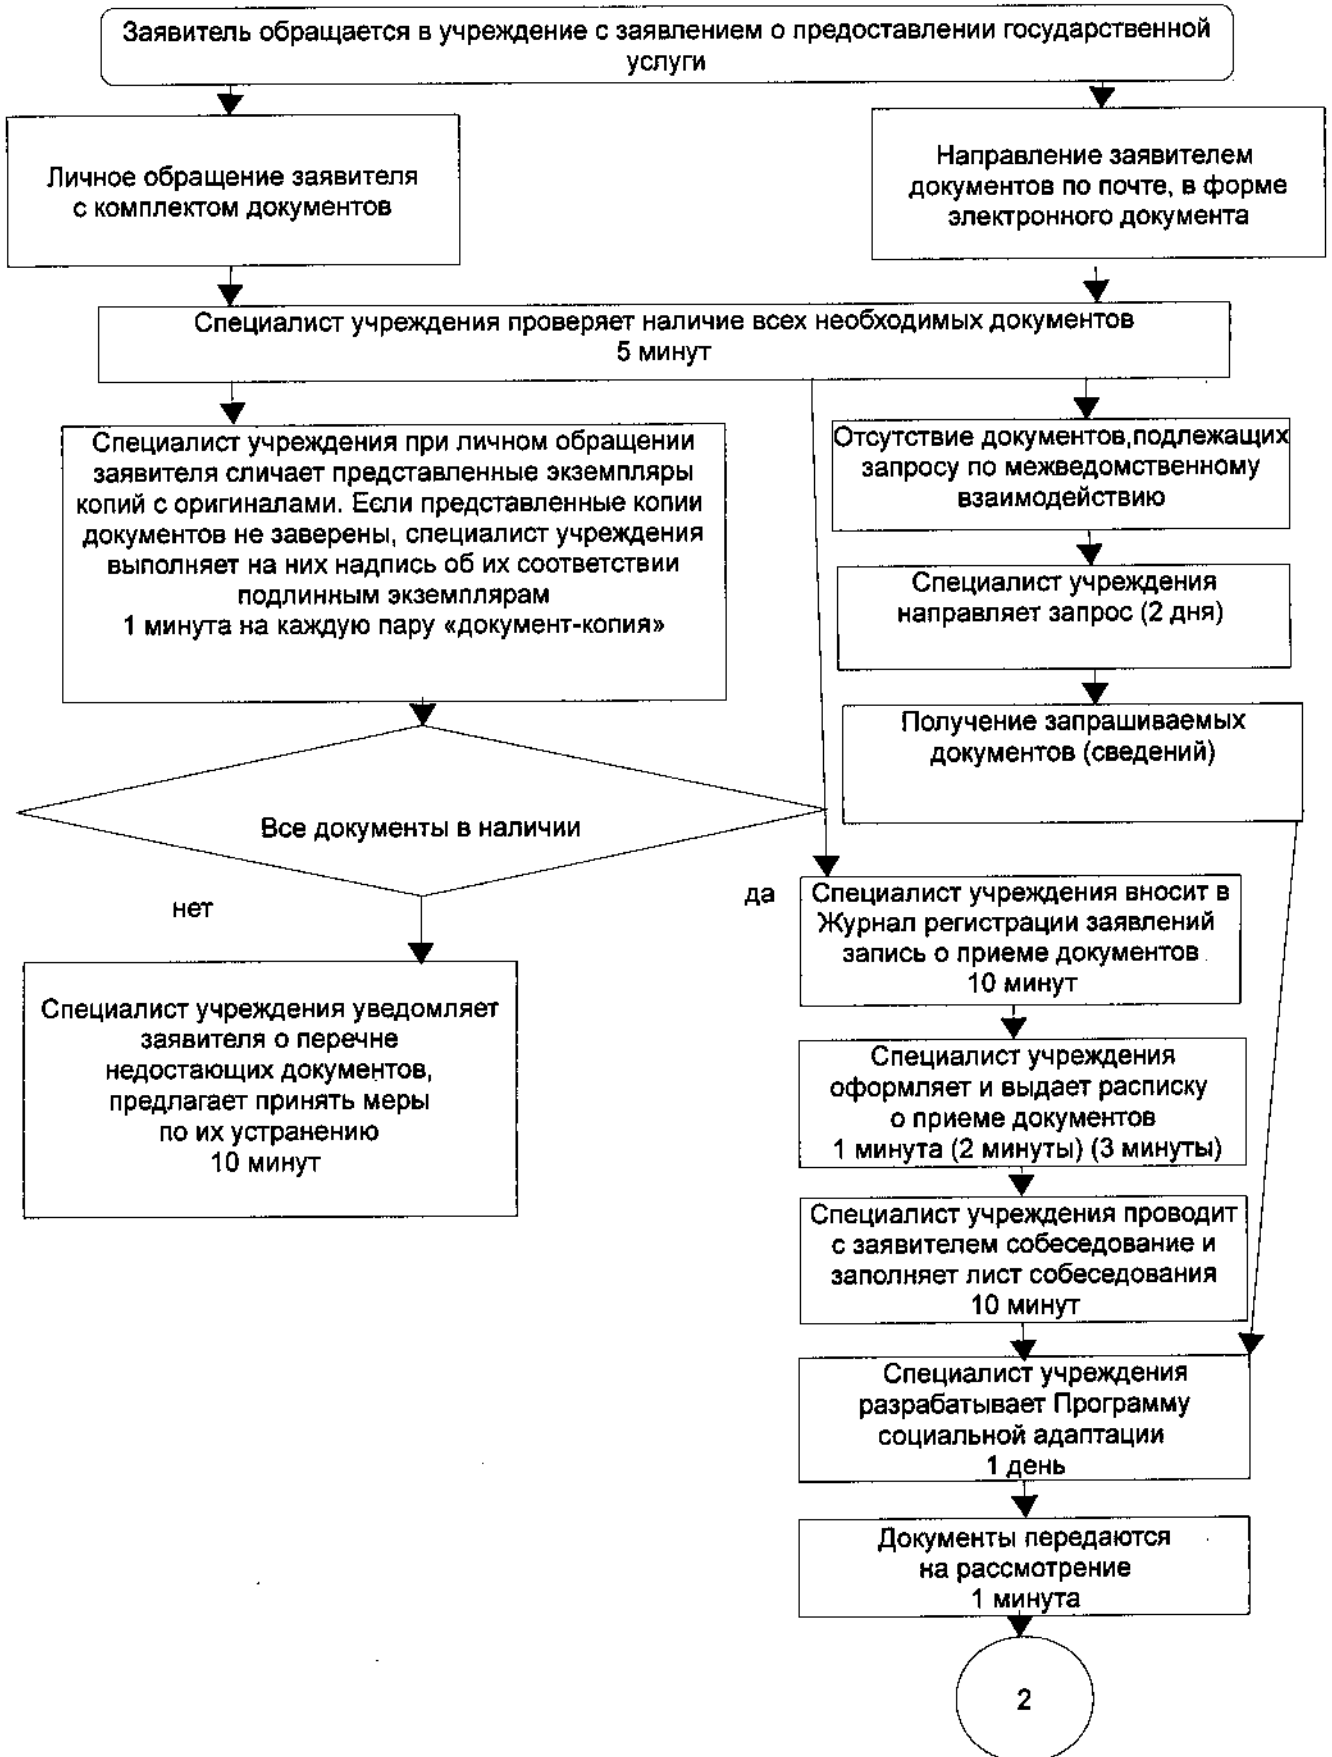 Заявитель обращается в учреждение с заявлением о предоставлении государственной
услуги
Личное обращение заявителя
с комплектом документов
Направление заявителем
документов по почте, в форме
электронного документа
Специалист учреждения проверяет наличие всех необходимых документов
5 минут
Специалист учреждения при личном обращении
заявителя сличает представленные экземпляры
копий с оригиналами. Если представленные копии
документов не заверены, специалист учреждения
выполняет на них надпись об их соответствии
подлинным экземплярам
1 минута на каждую пару «документ-копия»
Отсутствие документов,подлежащих
запросу по межведомственному
взаимодействию
Специалист учреждения
направляет запрос (2 дня)
Получение запрашиваемых
документов (сведений)
Все документы в наличии
нет
да
Специалист учреждения уведомляет
заявителя о перечне
недостающих документов,
предлагает принять меры
по их устранению
10 минут
Специалист учреждения вносит в
Журнал регистрации заявлений
запись о приеме документов
10 минут
Специалист учреждения
оформляет и выдает расписку
о приеме документов
1 минута (2 минуты) (3 минуты)
Специалист учреждения проводит
с заявителем собеседование и
заполняет лист собеседования
10 минут
Специалист учреждения
разрабатывает Программу
социальной адаптации
1 день
Документы передаются
на рассмотрение
1 минута
2